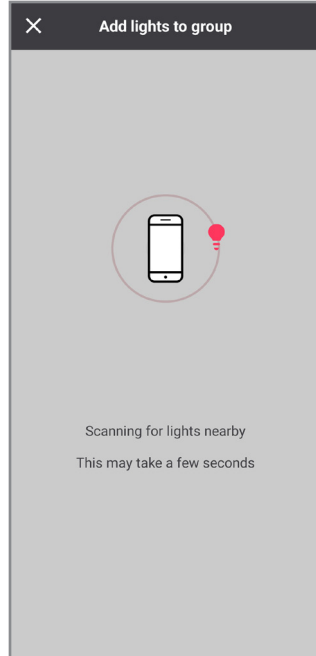 Add lights to group
Scanning for lights nearby
This may take a few seconds